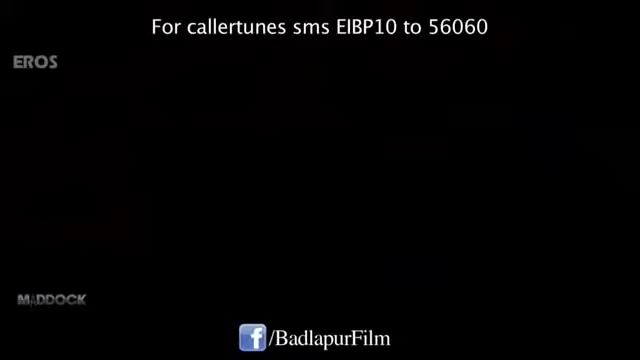 For callertunes sms EIBP10 to 56060
EROS
MADDOCK
f/BadlapurFilm